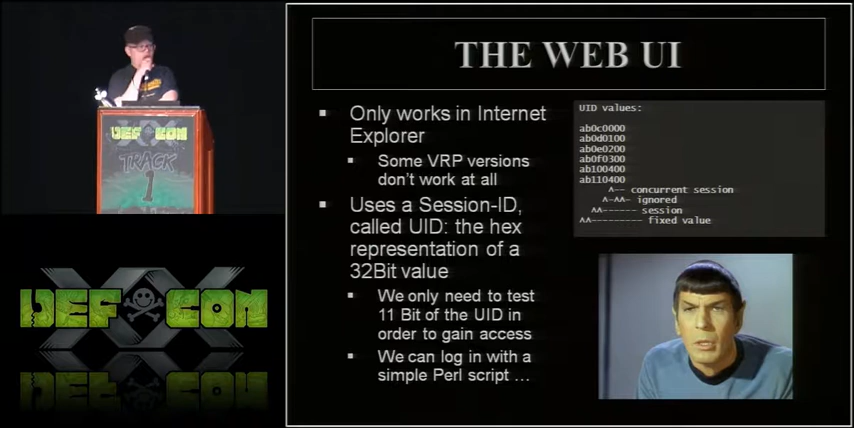 DEF CON
TRACK
1
XX
DEF CON
THE WEB UI
▪ Only works in Internet
Explorer
▪ Some VRP versions
don't work at all
▪ Uses a Session-ID,
called UID: the hex
representation of a
32Bit value
▪ We only need to test
11 Bit of the UID in
order to gain access
▪ We can log in with a
simple Perl script …
UID values:
ab0c0000
ab0d0100
ab0e0200
ab0f0300
ab100400
ab110400
^-- concurrent session
^-^^- ignored
^^------- session
^^--------- fixed value